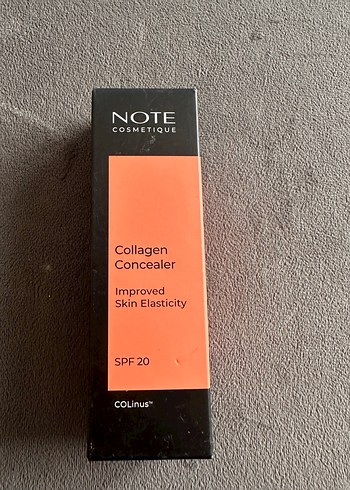 NOTE
COSMETIQUE
Collagen
Concealer
Improved
Skin Elasticity
SPF 20
COLinus™